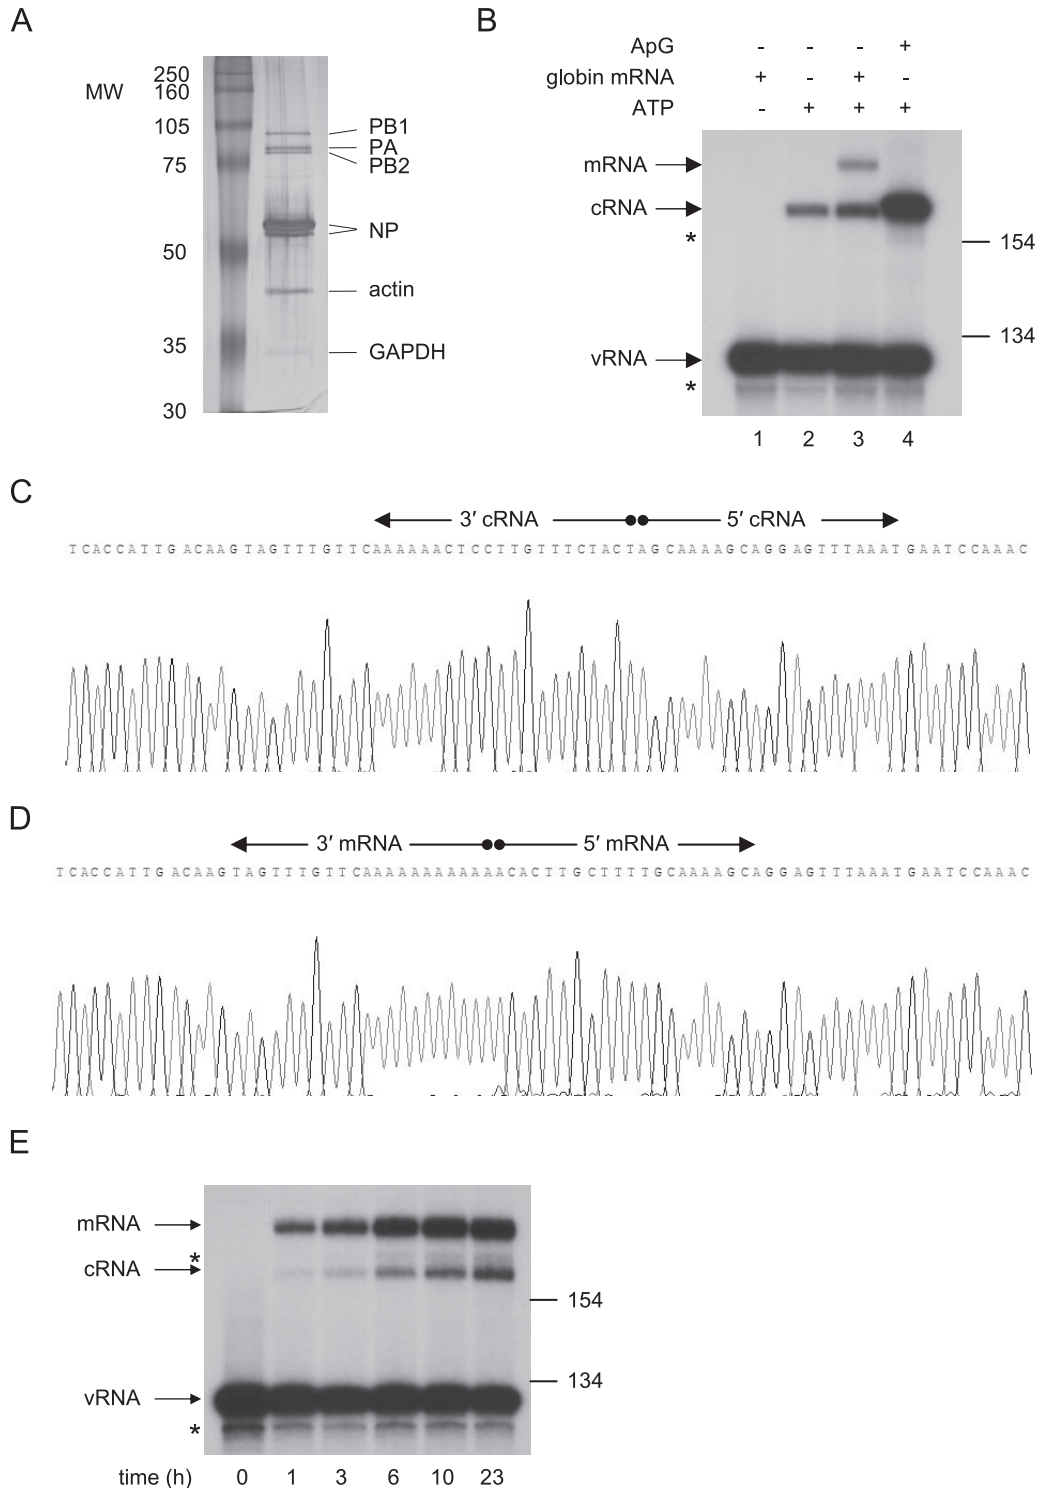 A
MW
250
160
105
75
50
35
30
PB1
PA
PB2
NP
actin
GAPDH
B
ApG - - - +
globin mRNA + - + -
ATP - + + +
mRNA
cRNA
*
154
134
vRNA
*
1 2 3 4
C
3′ cRNA 5′ cRNA
TCACCATTGACAAGTAGTTTGTTCAAAAAACTCCTTGTTTCTACTAGCAAAAGCAGGAGTTTAAATGAATCCAAAC
D
3′ mRNA 5′ mRNA
TCACCATTGACAAGTAGTTTGTTCAAAAAAAAAAAACACTTGCTTTTGCAAAAGCAGGAGTTTAAATGAATCCAAAC
E
mRNA
*
cRNA
154
134
vRNA
*
time (h) 0 1 3 6 10 23